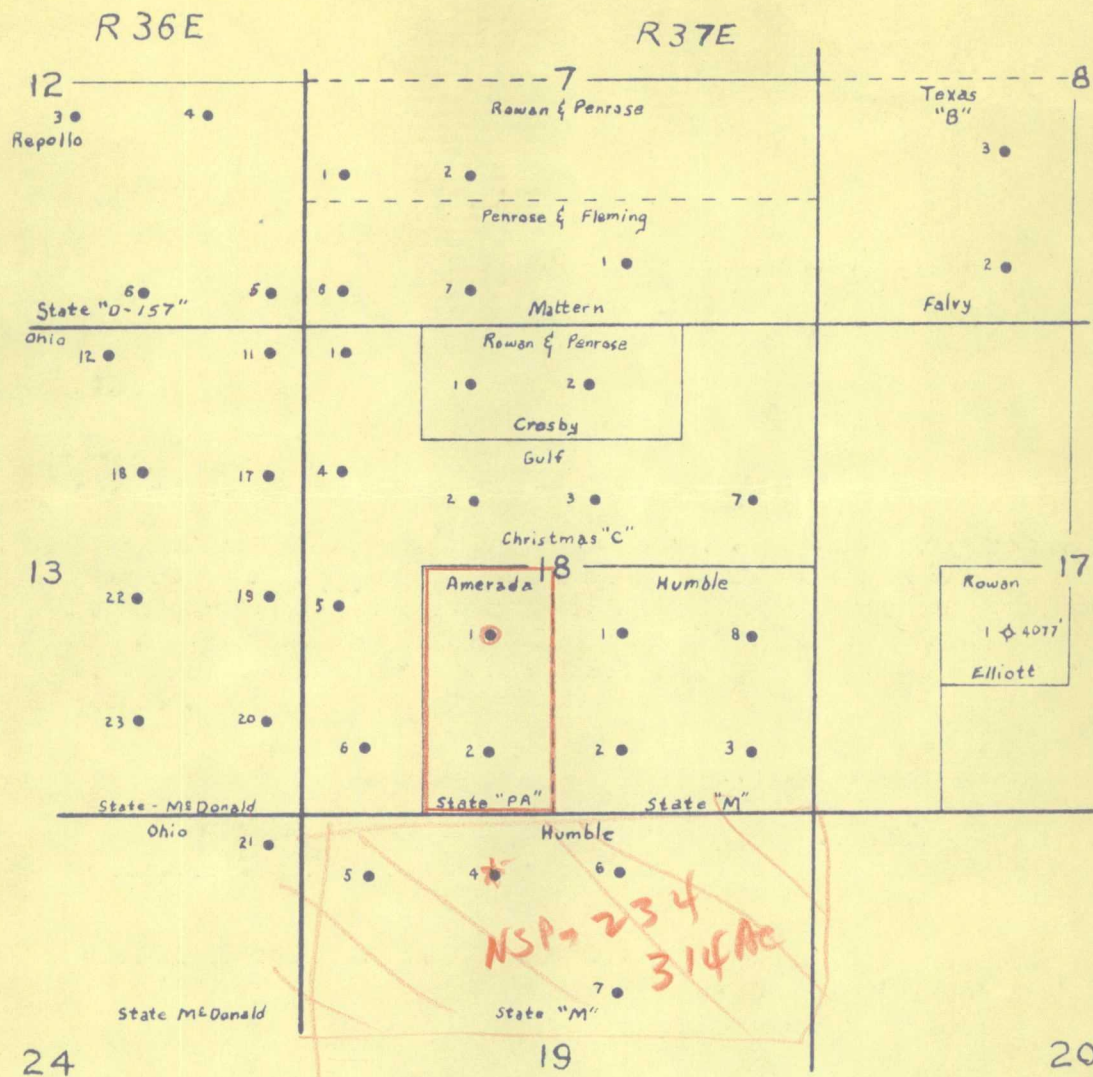 R 36E R 37E
12 7 8
Rowan & Penrose Texas
"B"
3 4
Repollo
3
1 2
Penrose & Fleming
1 2
6 5 6 7
State "D-157" Mattern Falvy
Ohio
Rowan & Penrose
12 11 1
1 2
Crosby
Gulf
18 17 4
2 3 7
Christmas "C"
13 18 17
Amerada Humble Rowan
22 19 5
1 1 8 1 4077'
Elliott
23 20
6 2 2 3
State - McDonald State "PA" State "M"
Ohio Humble
21
5 4 6
NSP- 234
314 Ac
7
State McDonald State "M"
24 19 20